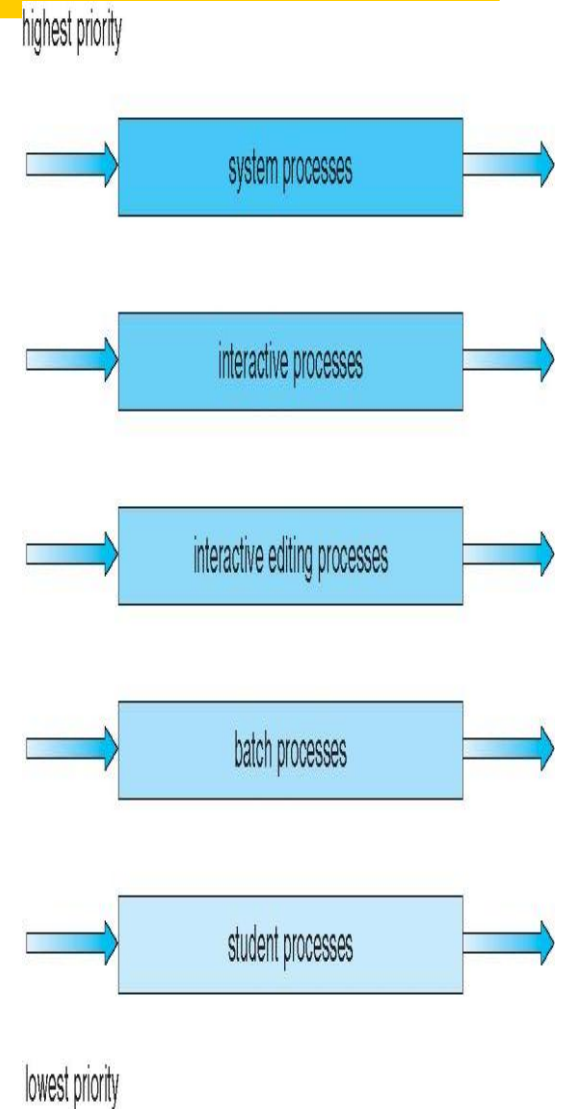 highest priority
system processes
interactive processes
interactive editing processes
batch processes
student processes
lowest priority